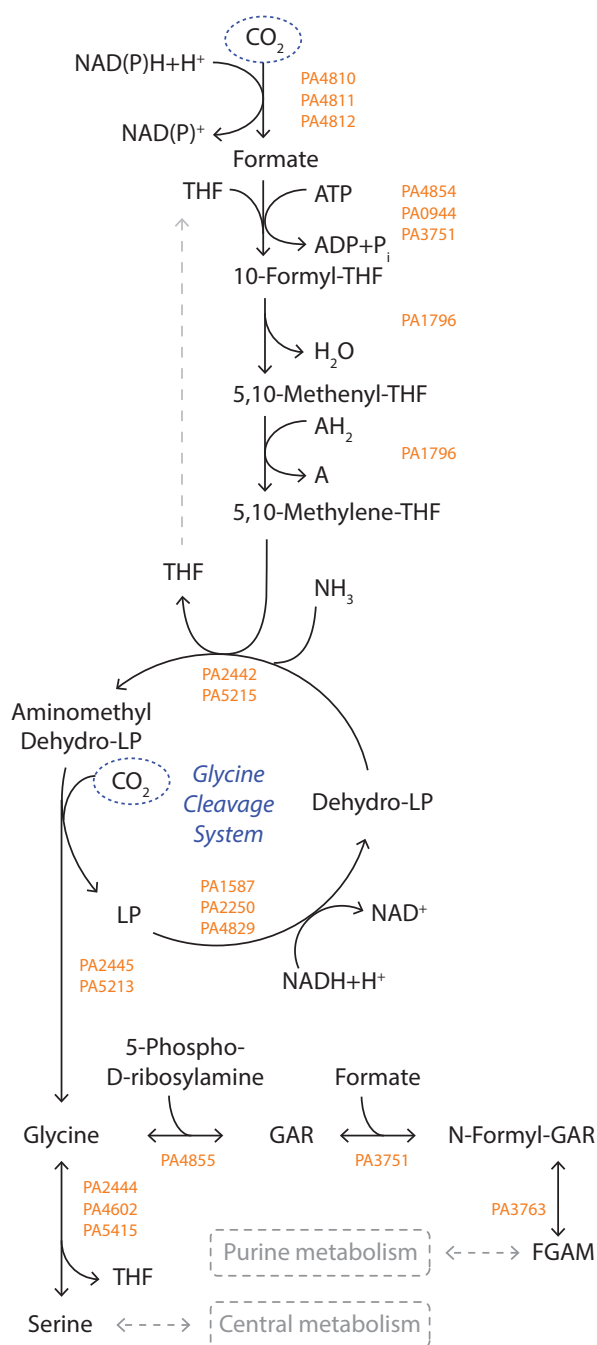 CO₂
NAD(P)H+H⁺
PA4810
PA4811
PA4812
NAD(P)⁺
Formate
THF
ATP
PA4854
PA0944
PA3751
ADP+Pᵢ
10-Formyl-THF
PA1796
H₂O
5,10-Methenyl-THF
AH₂
PA1796
A
5,10-Methylene-THF
THF
NH₃
PA2442
PA5215
Aminomethyl
Dehydro-LP
CO₂
Glycine
Cleavage
System
Dehydro-LP
PA1587
PA2250
PA4829
LP
NAD⁺
PA2445
PA5213
NADH+H⁺
5-Phospho-
D-ribosylamine
Formate
Glycine
GAR
N-Formyl-GAR
PA4855
PA3751
PA2444
PA4602
PA5415
PA3763
Purine metabolism
FGAM
THF
Serine
Central metabolism